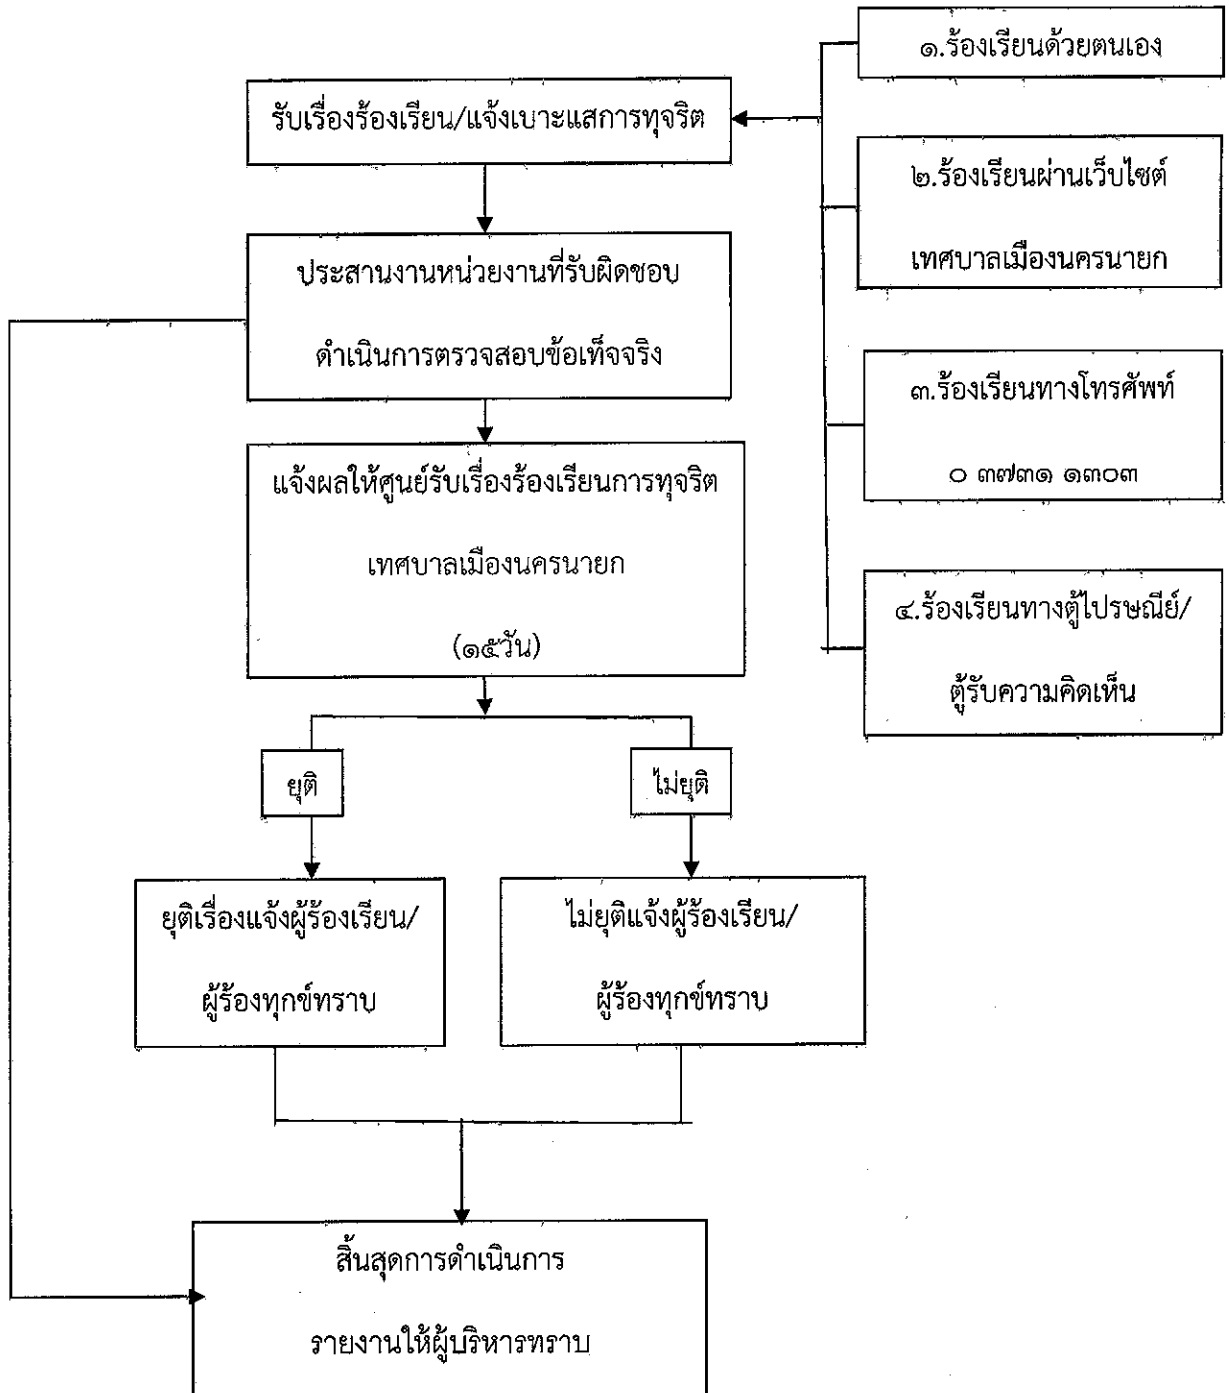 ๑.ร้องเรียนด้วยตนเอง
รับเรื่องร้องเรียน/แจ้งเบาะแสการทุจริต
๒.ร้องเรียนผ่านเว็บไซต์
เทศบาลเมืองนครนายก
ประสานงานหน่วยงานที่รับผิดชอบ
ดำเนินการตรวจสอบข้อเท็จจริง
๓.ร้องเรียนทางโทรศัพท์
๐ ๓๗๓๑ ๑๓๐๓
แจ้งผลให้ศูนย์รับเรื่องร้องเรียนการทุจริต
เทศบาลเมืองนครนายก
(๑๕วัน)
๔.ร้องเรียนทางตู้ไปรษณีย์/
ตู้รับความคิดเห็น
ยุติ
ไม่ยุติ
ยุติเรื่องแจ้งผู้ร้องเรียน/
ผู้ร้องทุกข์ทราบ
ไม่ยุติแจ้งผู้ร้องเรียน/
ผู้ร้องทุกข์ทราบ
สิ้นสุดการดำเนินการ
รายงานให้ผู้บริหารทราบ